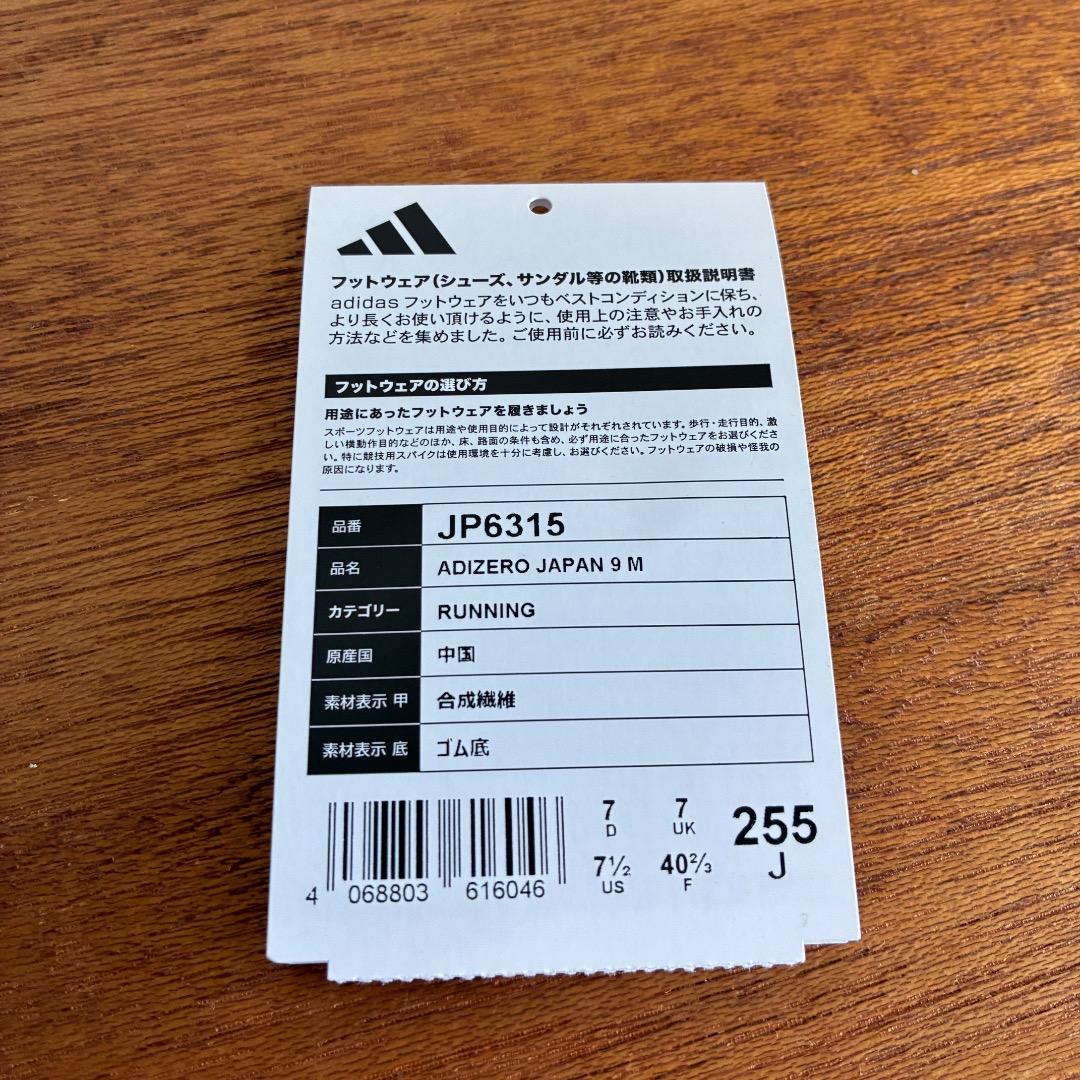 フットウェア(シューズ、サンダル等の靴類)取扱説明書
adidas フットウェアをいつもベストコンディションに保ち、
より長くお使い頂けるように、使用上の注意やお手入れの
方法などを集めました。ご使用前に必ずお読みください。
フットウェアの選び方
用途にあったフットウェアを履きましょう
スポーツフットウェアは用途や使用目的によって設計がそれぞれされています。歩行・走行目的、激
しい横動作目的などのほか、床、路面の条件も含め、必ず用途に合ったフットウェアをお選びくださ
い。特に競技用スパイクは使用環境を十分に考慮し、お選びください。フットウェアの破損や怪我の
原因になります。
品番 JP6315
品名 ADIZERO JAPAN 9 M
カテゴリー RUNNING
原産国 中国
素材表示 甲 合成繊維
素材表示 底 ゴム底
7 7 255
D UK J
7½ 40⅔
US F
4 068803 616046